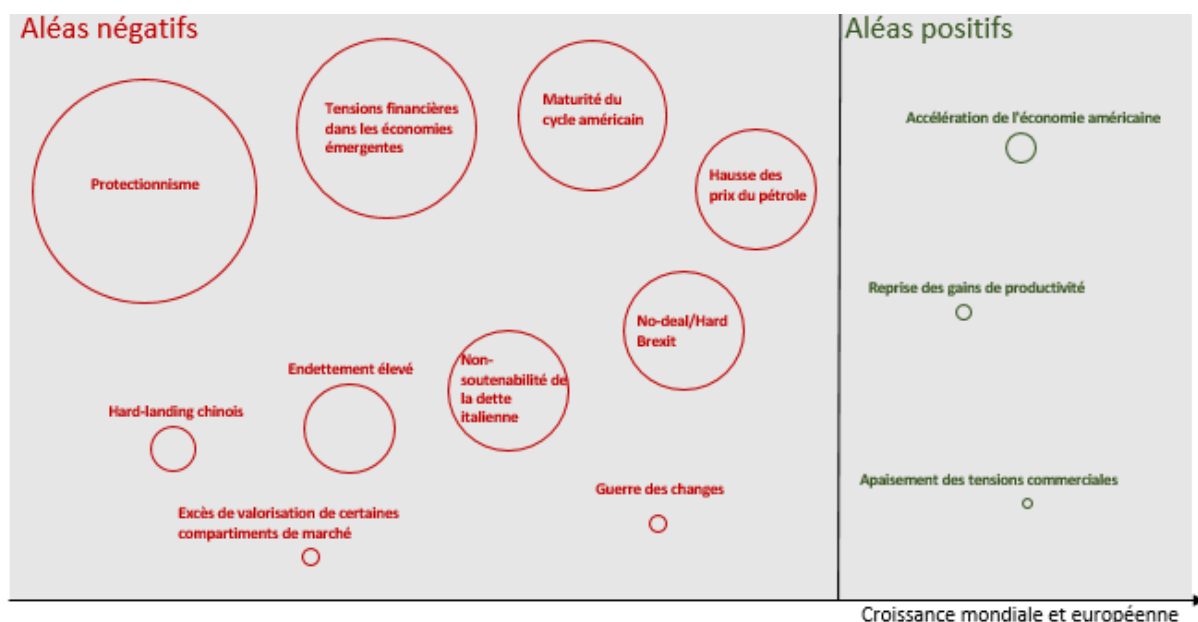 Aléas négatifs
Aléas positifs
Tensions financières
dans les économies
émergentes
Maturité du
cycle américain
Accélération de l'économie américaine
Protectionnisme
Hausse des
prix du pétrole
Reprise des gains de productivité
No-deal/Hard
Brexit
Non-
soutenabilité de
la dette
italienne
Endettement élevé
Hard-landing chinois
Apaisement des tensions commerciales
Guerre des changes
Excès de valorisation de certaines
compartiments de marché
Croissance mondiale et européenne